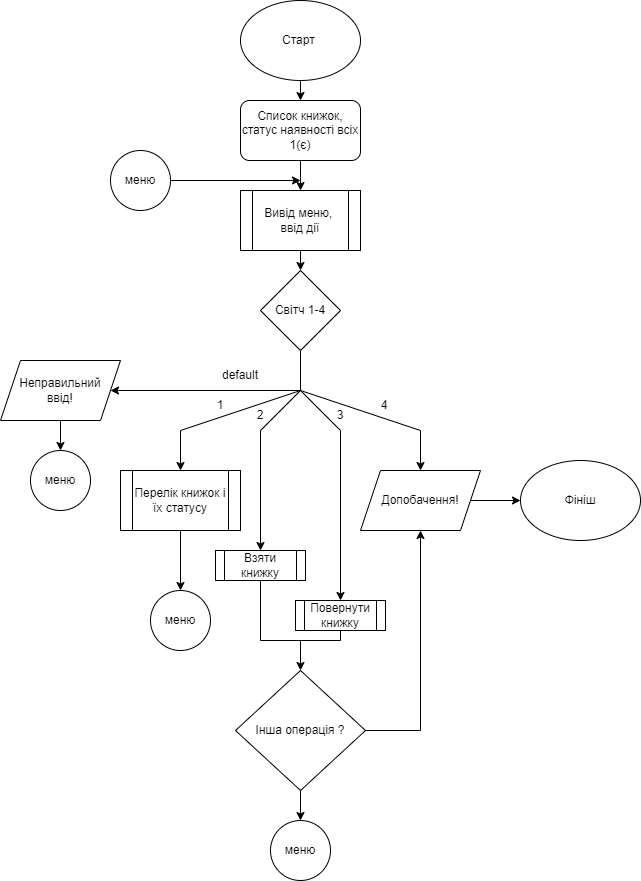 Старт
Список книжок,
статус наявності всіх
1(є)
меню
Вивід меню,
ввід дії
Світч 1-4
default
Неправильний
ввід!
1
2
3
4
меню
Перелік книжок і
їх статусу
Допобачення!
Фініш
Взяти
книжку
Повернути
книжку
меню
Інша операція ?
меню